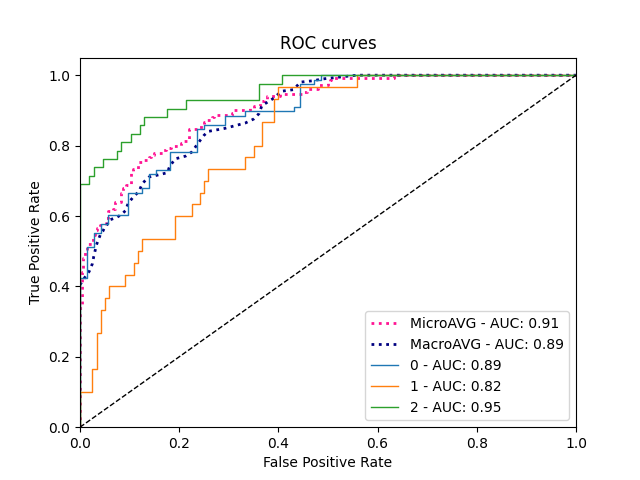 ROC curves
True Positive Rate
1.0
0.8
0.6
0.4
0.2
0.0
0.0 0.2 0.4 0.6 0.8 1.0
False Positive Rate
MicroAVG - AUC: 0.91
MacroAVG - AUC: 0.89
0 - AUC: 0.89
1 - AUC: 0.82
2 - AUC: 0.95